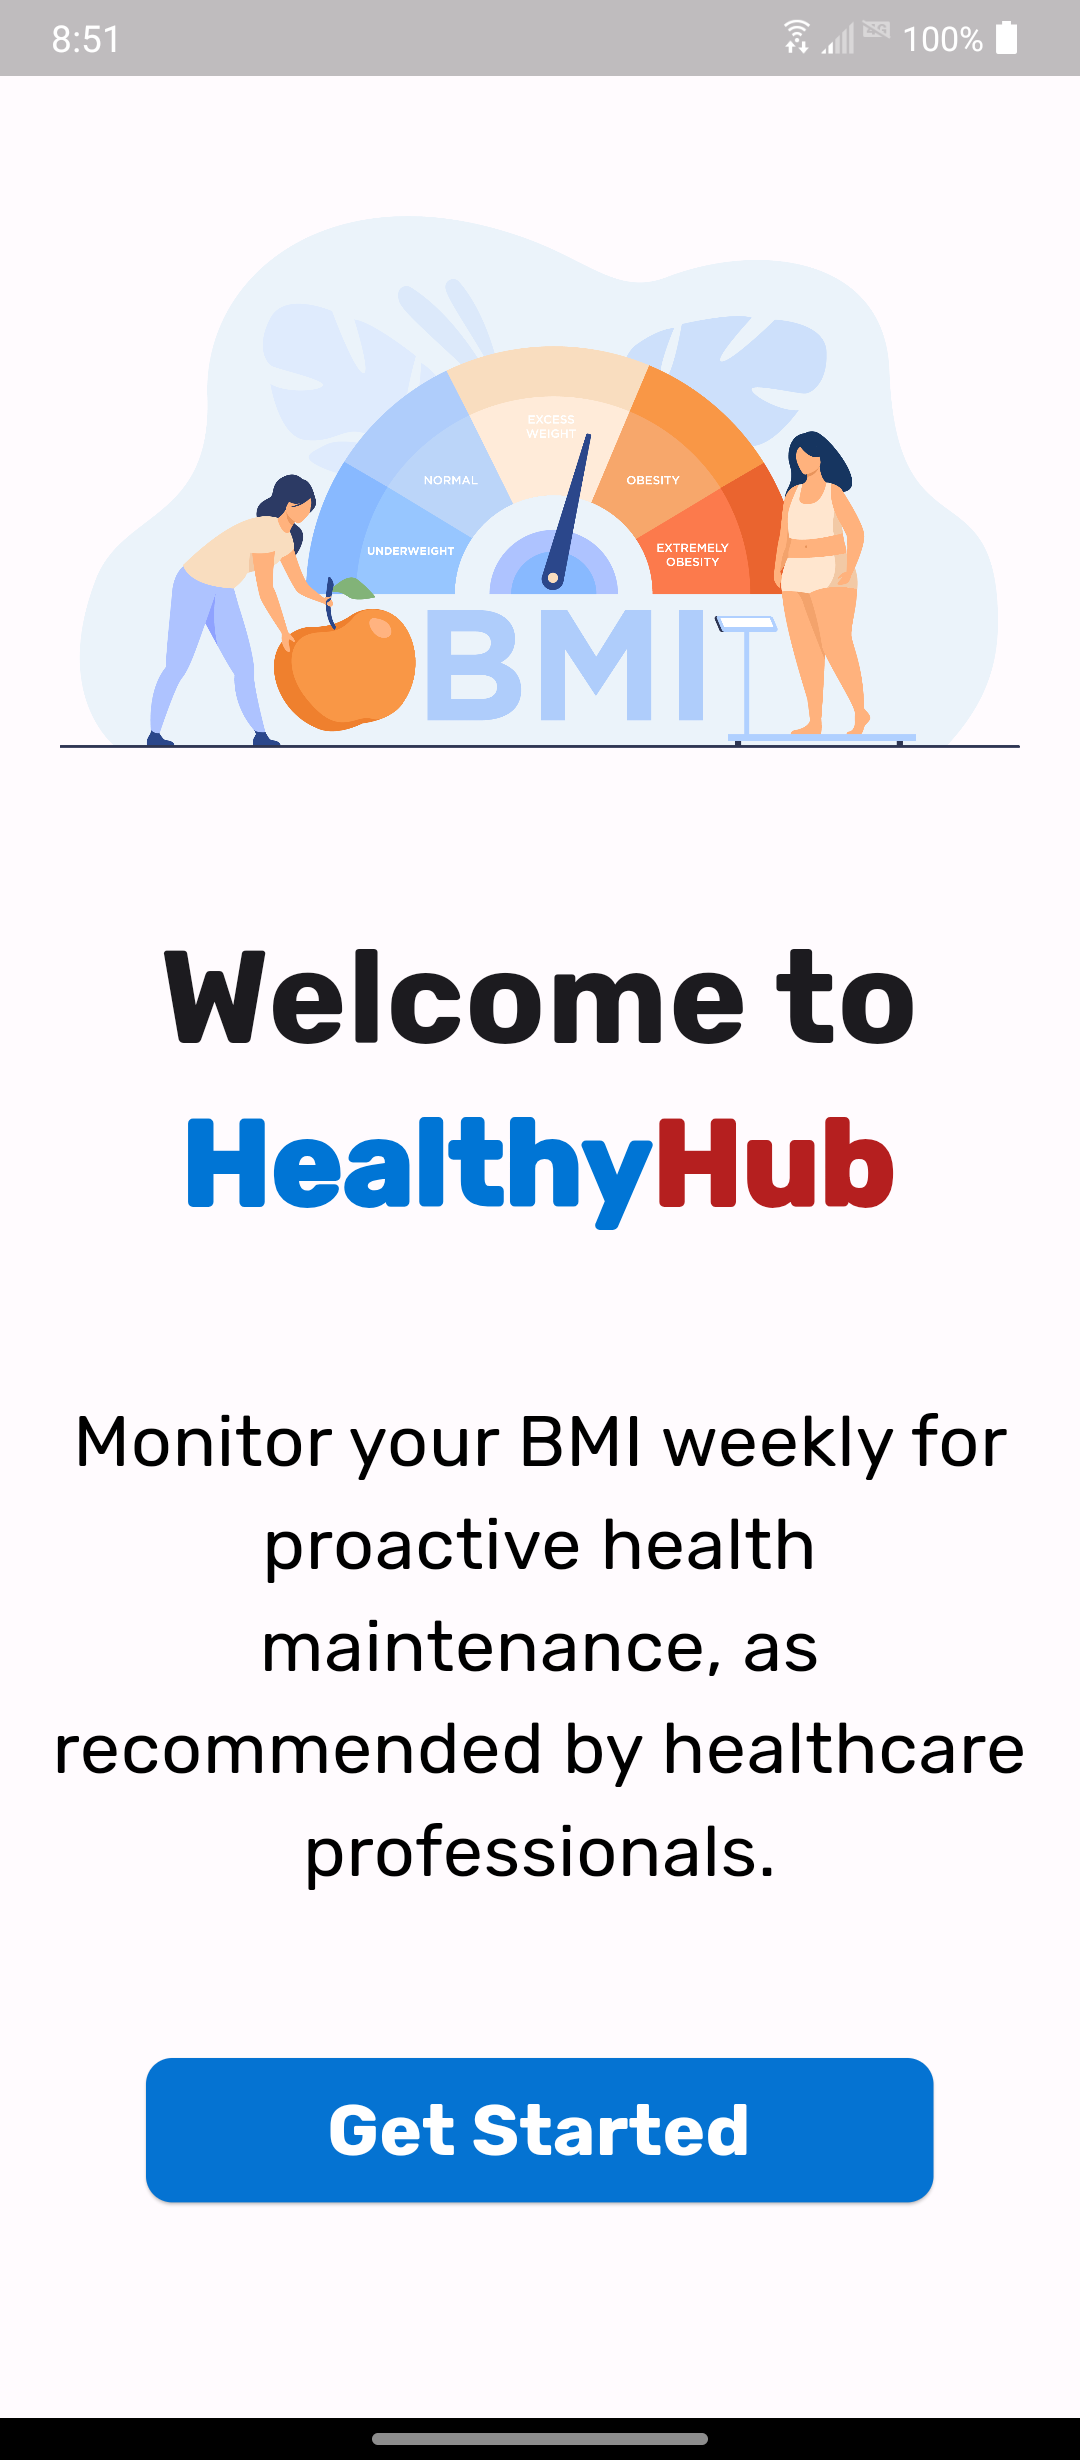 8:51 100%
EXCESS
WEIGHT
NORMAL
OBESITY
UNDERWEIGHT
EXTREMELY
OBESITY
BMI
Welcome to
HealthyHub
Monitor your BMI weekly for
proactive health
maintenance, as
recommended by healthcare
professionals.
Get Started